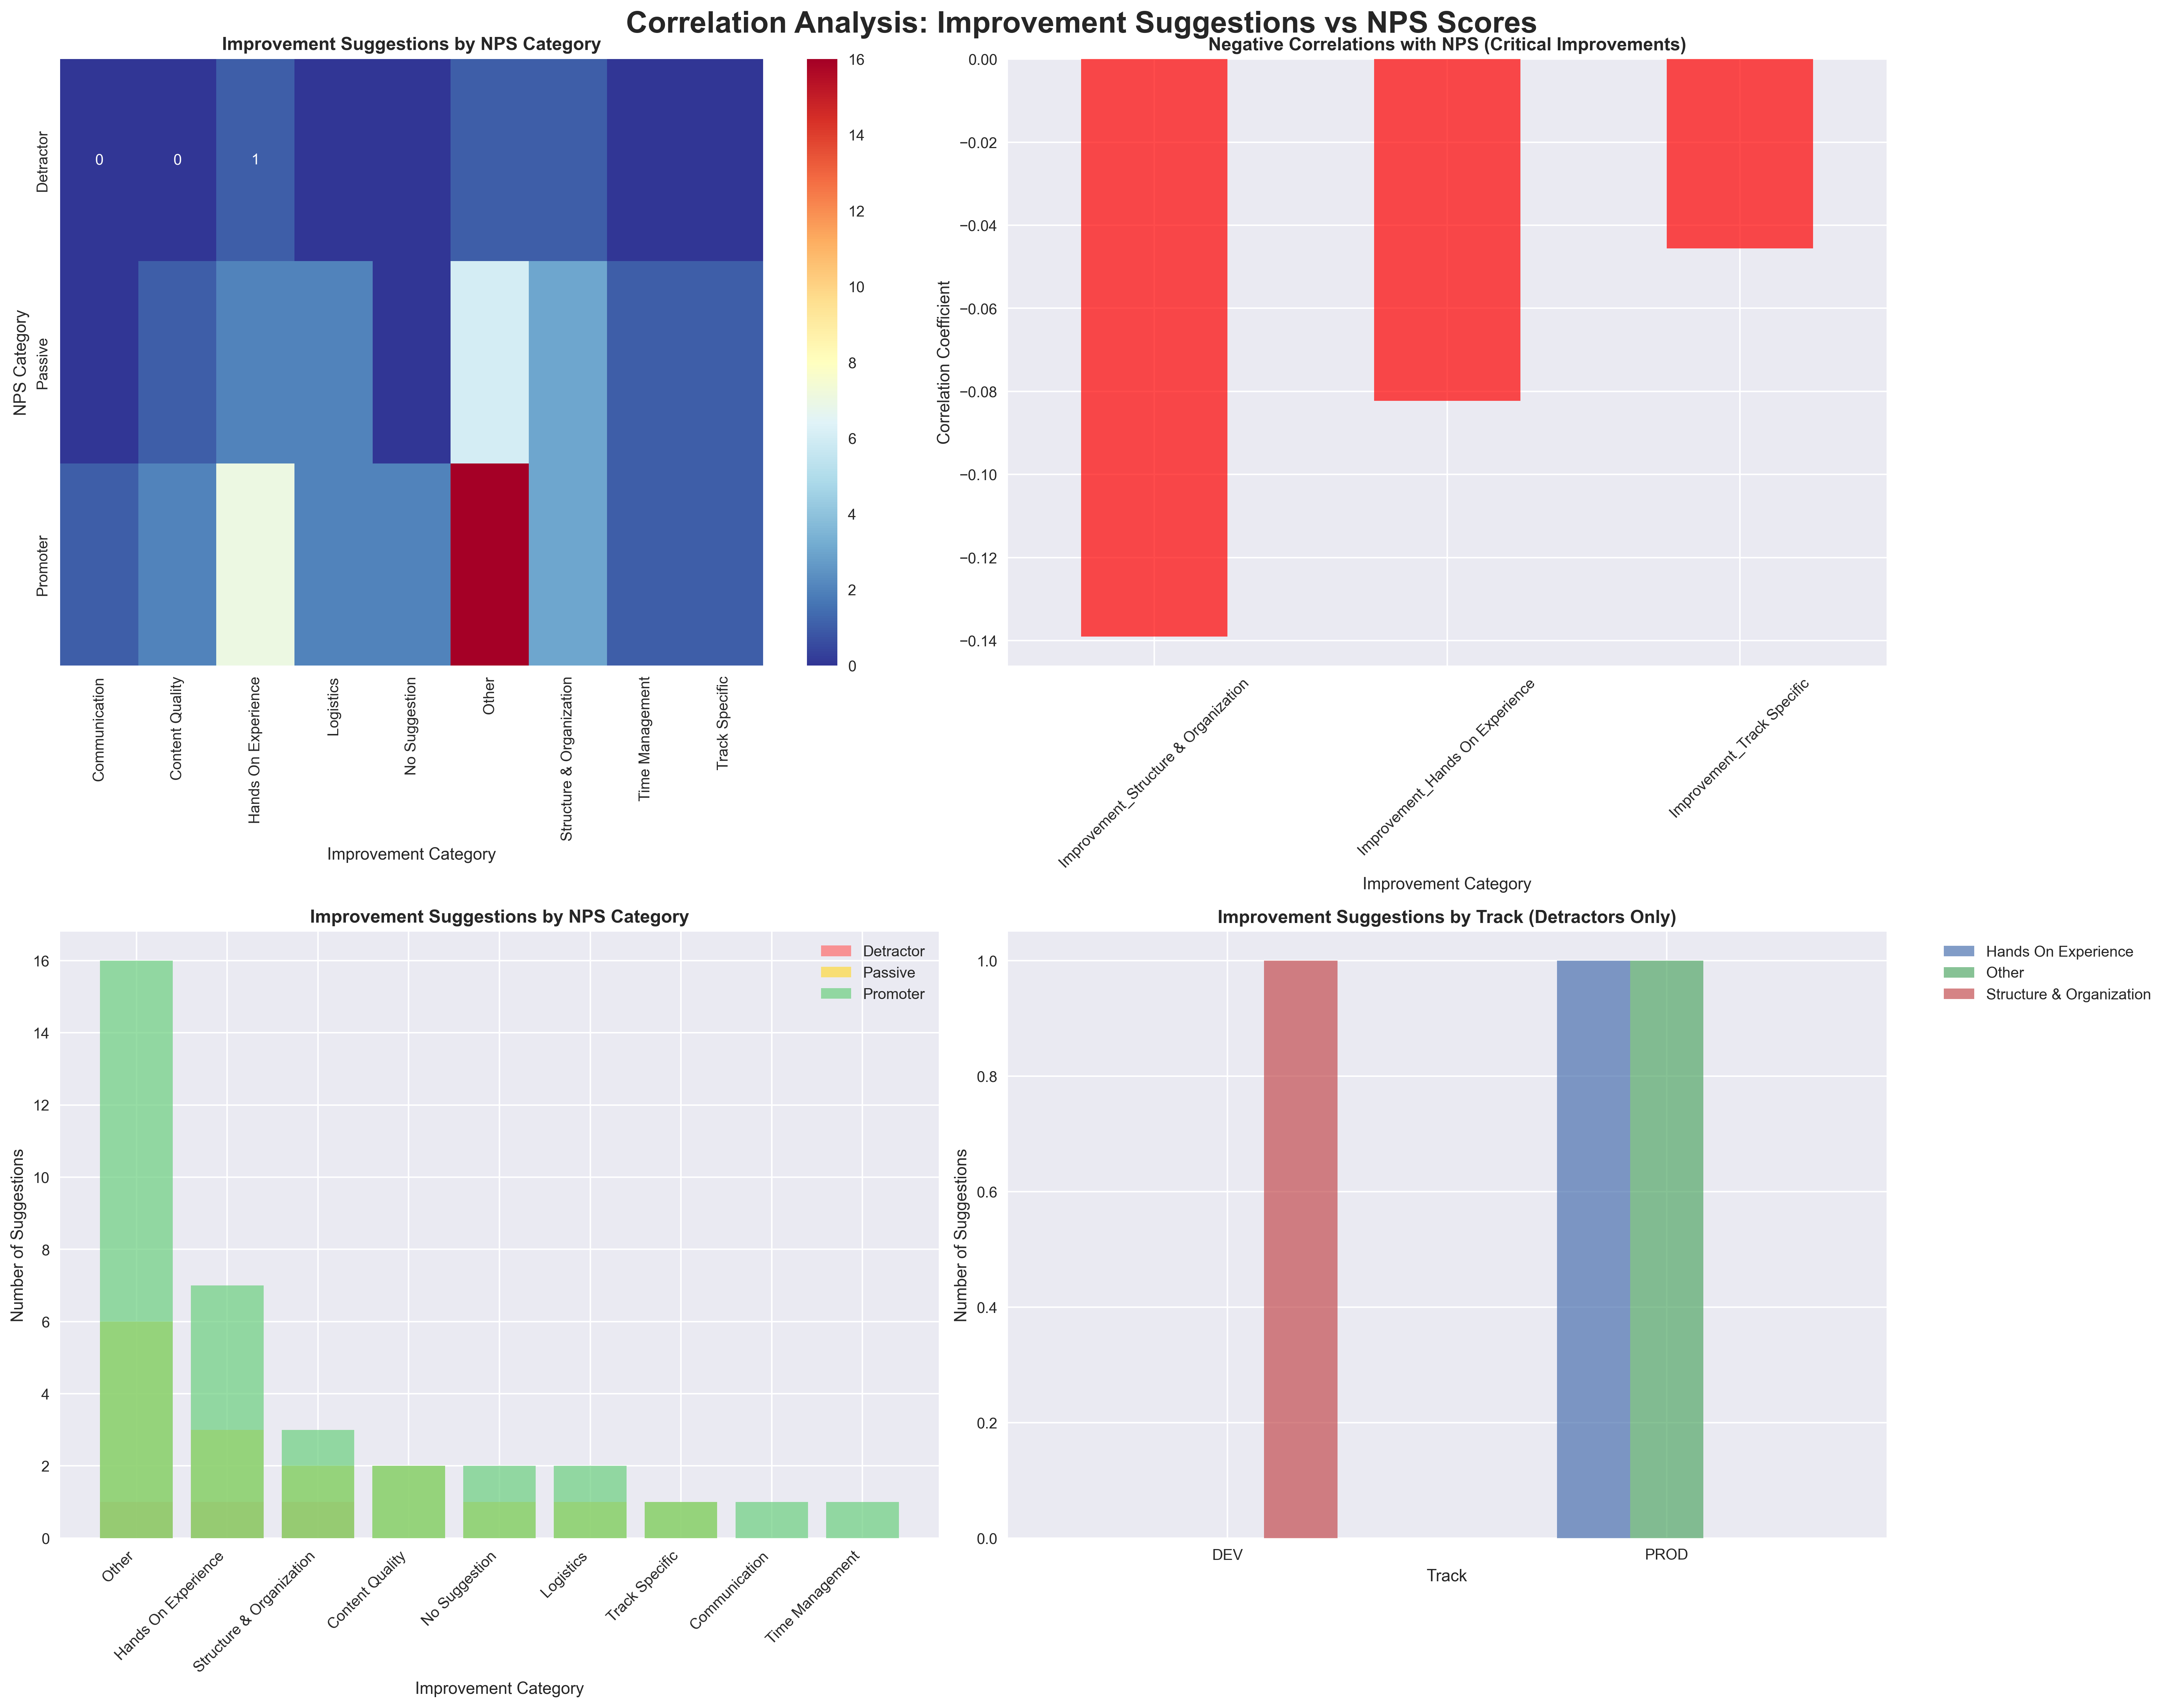 Correlation Analysis: Improvement Suggestions vs NPS Scores
Improvement Suggestions by NPS Category
NPS Category
Detractor
Passive
Promoter
0
0
1
Communication
Content Quality
Hands On Experience
Logistics
No Suggestion
Other
Structure & Organization
Time Management
Track Specific
Improvement Category
16
14
12
10
8
6
4
2
0
Negative Correlations with NPS (Critical Improvements)
Correlation Coefficient
0.00
−0.02
−0.04
−0.06
−0.08
−0.10
−0.12
−0.14
Improvement_Structure & Organization
Improvement_Hands On Experience
Improvement_Track Specific
Improvement Category
Improvement Suggestions by NPS Category
Number of Suggestions
16
14
12
10
8
6
4
2
0
Detractor
Passive
Promoter
Other
Hands On Experience
Structure & Organization
Content Quality
No Suggestion
Logistics
Track Specific
Communication
Time Management
Improvement Category
Improvement Suggestions by Track (Detractors Only)
Number of Suggestions
1.0
0.8
0.6
0.4
0.2
0.0
DEV
PROD
Track
Hands On Experience
Other
Structure & Organization